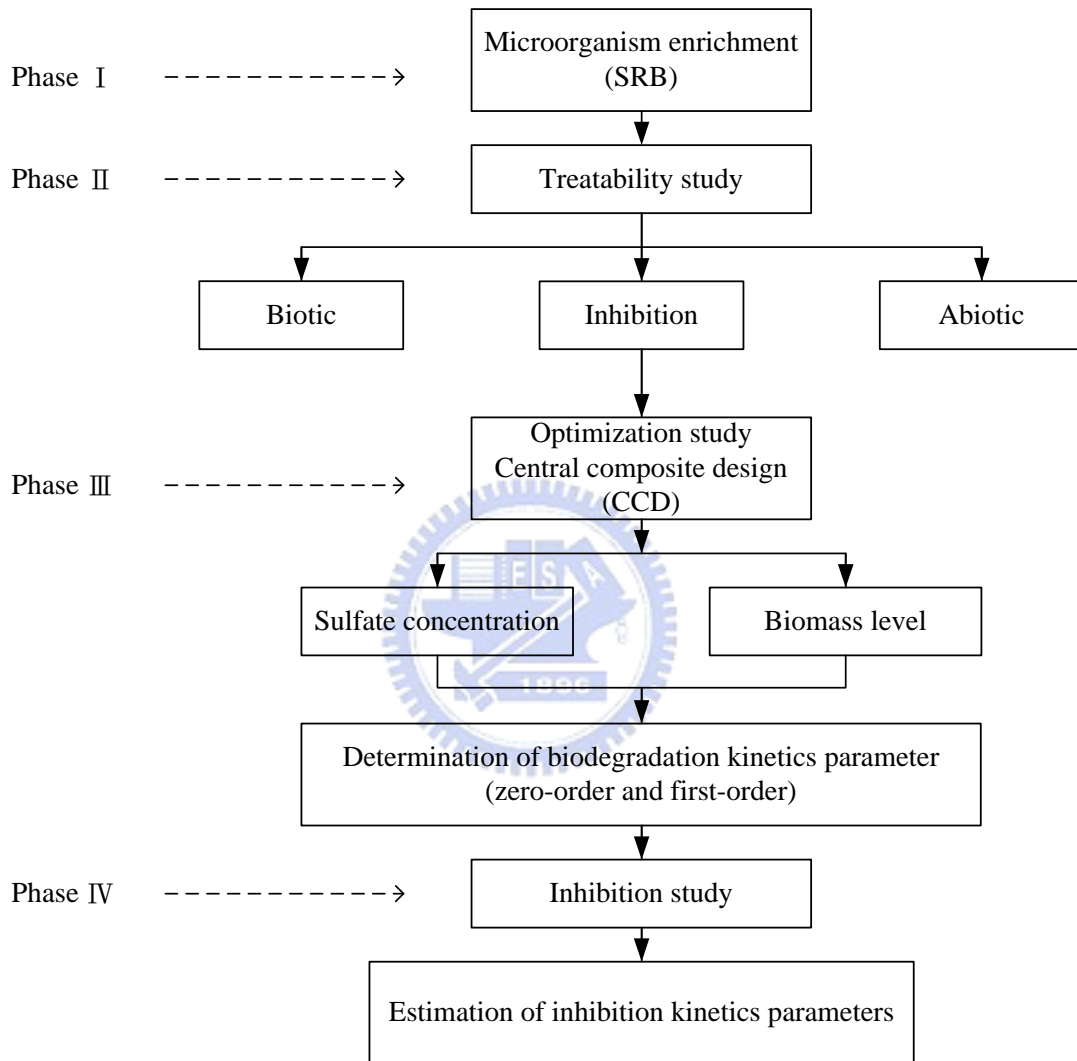 Phase Ⅰ
Microorganism enrichment
(SRB)
Phase Ⅱ
Treatability study
Biotic
Inhibition
Abiotic
Phase Ⅲ
Optimization study
Central composite design
(CCD)
ES A
Sulfate concentration
Biomass level
1896
Determination of biodegradation kinetics parameter
(zero-order and first-order)
Phase Ⅳ
Inhibition study
Estimation of inhibition kinetics parameters